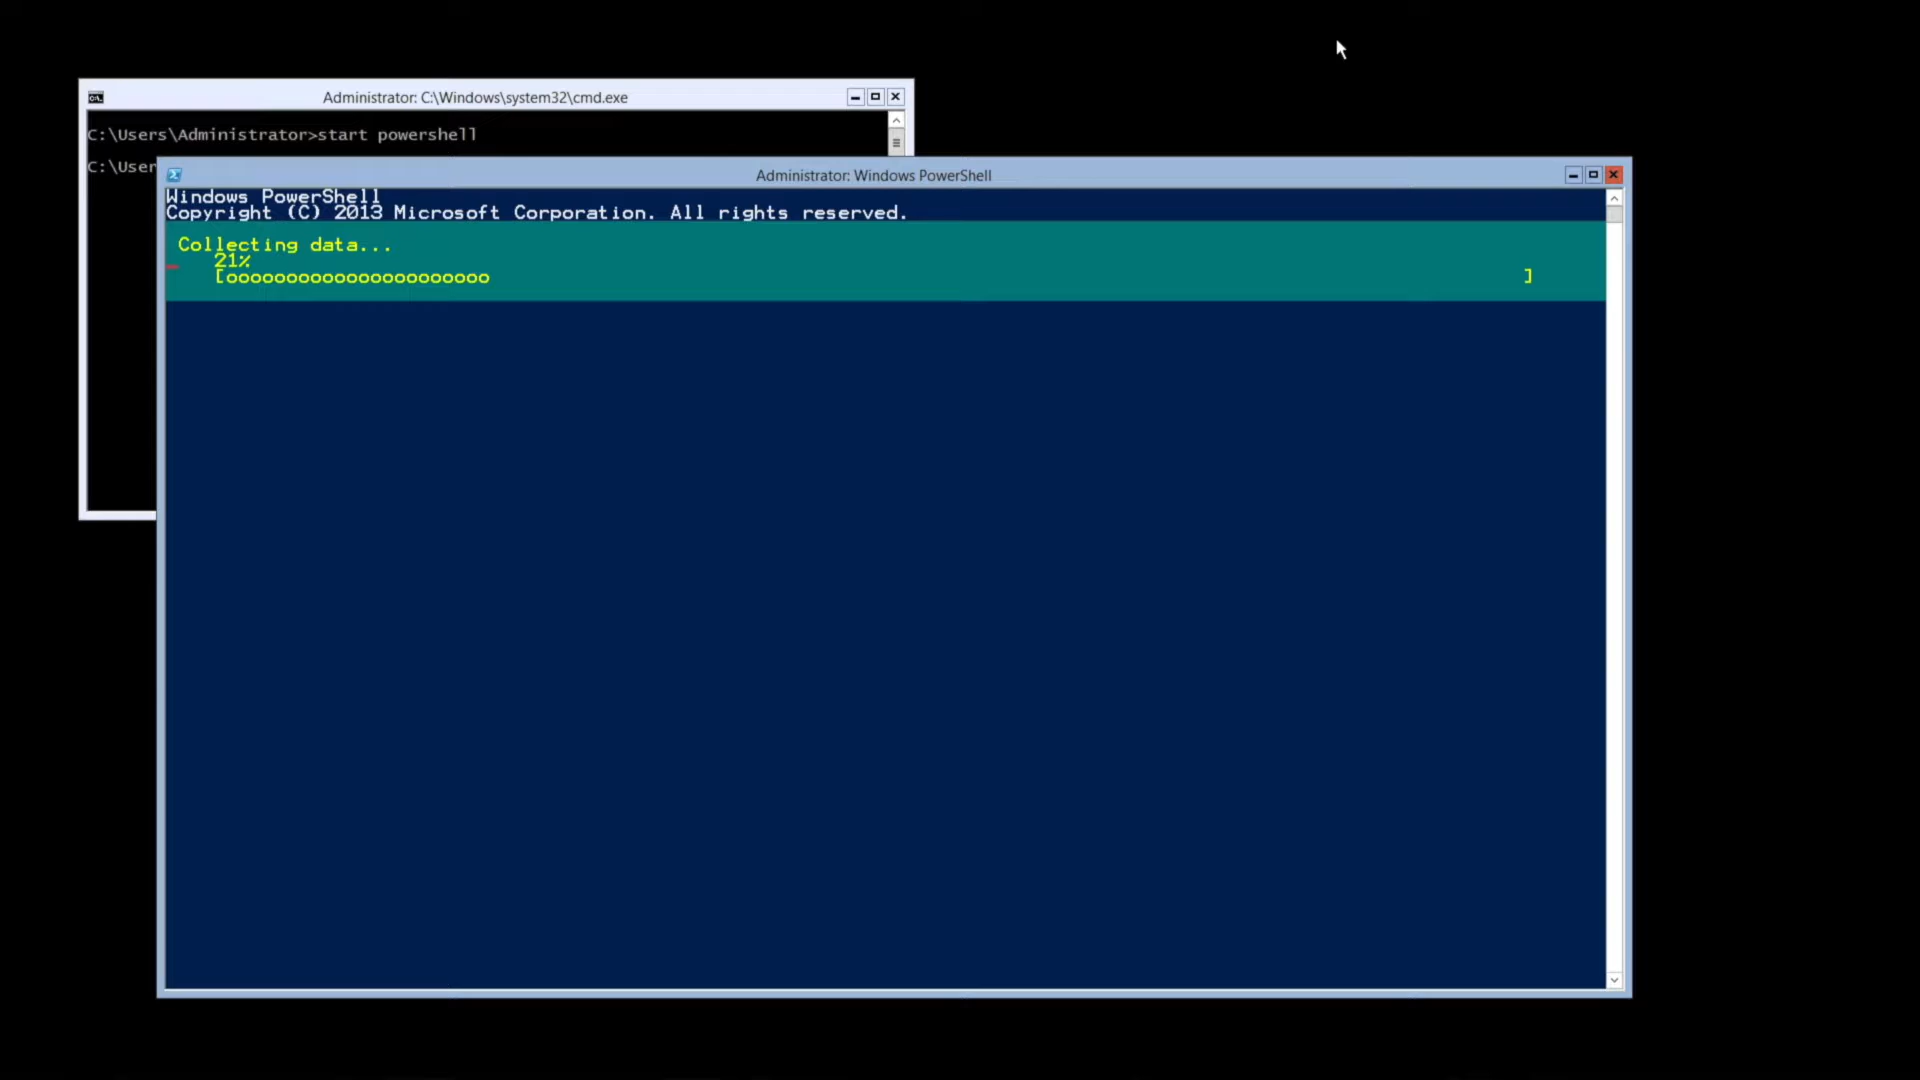 Administrator: C:\Windows\system32\cmd.exe
C:\Users\Administrator>start powershell
C:\User
Administrator: Windows PowerShell
Windows PowerShell
Copyright (C) 2013 Microsoft Corporation. All rights reserved.
Collecting data...
21%
[oooooooooooooooooooooo ]